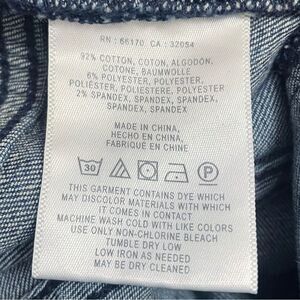 RN : 66170 CA : 32054
92% COTTON, COTON, ALGODON,
COTONE, BAUMWOLLE
6% POLYESTER, POLYESTER,
POLIÉSTER, POLIESTERE, POLYESTER
2% SPANDEX, SPANDEX, SPANDEX,
SPANDEX, SPANDEX
MADE IN CHINA,
HECHO EN CHINA,
FABRIQUÉ EN CHINE
30 P
THIS GARMENT CONTAINS DYE WHICH
MAY DISCOLOR MATERIALS WITH WHICH
IT COMES IN CONTACT
MACHINE WASH COLD WITH LIKE COLORS
USE ONLY NON-CHLORINE BLEACH
TUMBLE DRY LOW
LOW IRON AS NEEDED
MAY BE DRY CLEANED